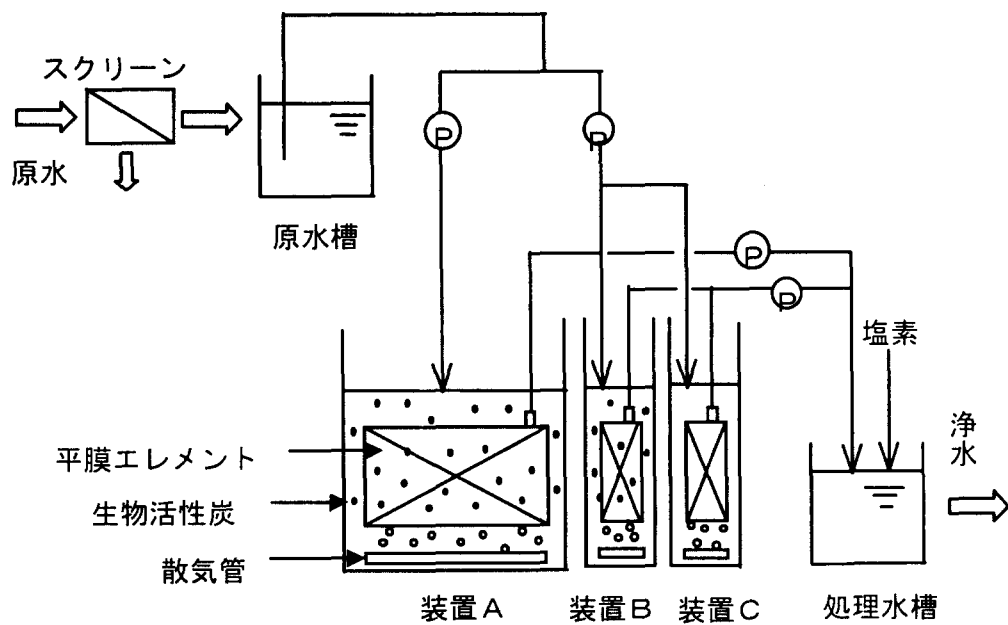 スクリーン
原水
原水槽
P
P
P
P
塩素
浄水
平膜エレメント
生物活性炭
散気管
装置A
装置B
装置C
処理水槽